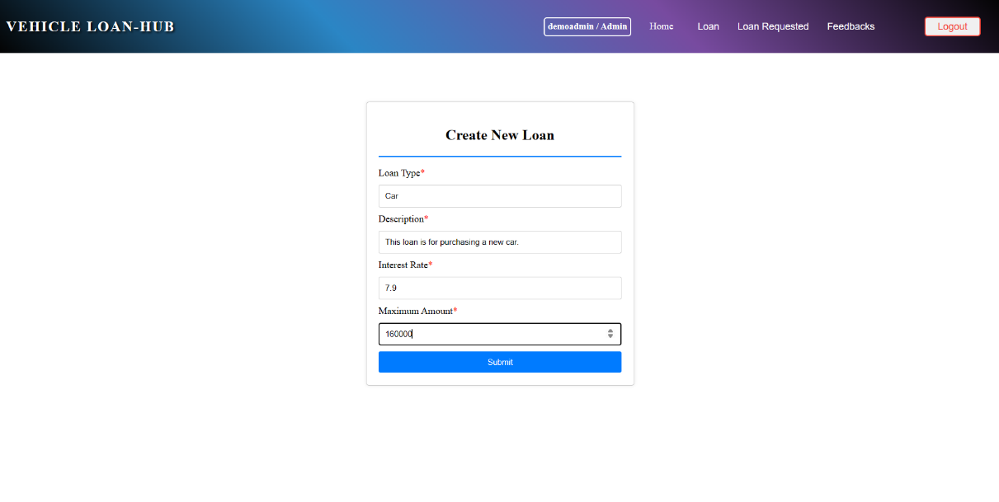 VEHICLE LOAN-HUB
demoadmin / Admin
Home
Loan
Loan Requested
Feedbacks
Logout
Create New Loan
Loan Type*
Car
Description*
This loan is for purchasing a new car.
Interest Rate*
7.9
Maximum Amount*
160000
Submit